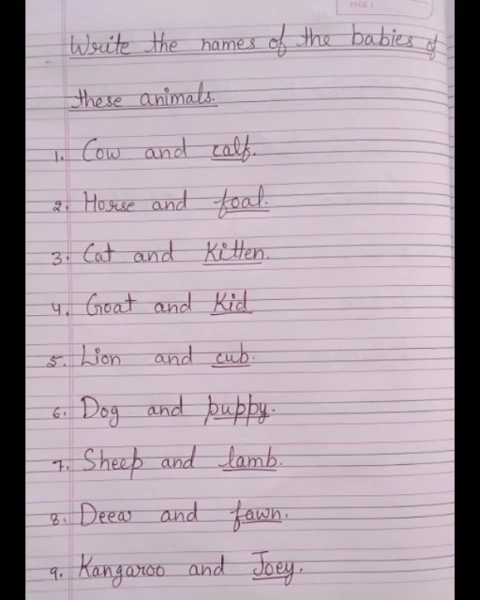 PAGE
Write the names of the babies of
these animals.
1. Cow and calf.
2. Horse and foal.
3. Cat and Kitten.
4. Goat and Kid
5. Lion and cub.
6. Dog and puppy.
7. Sheep and lamb.
8. Deer and fawn.
9. Kangaroo and Joey.